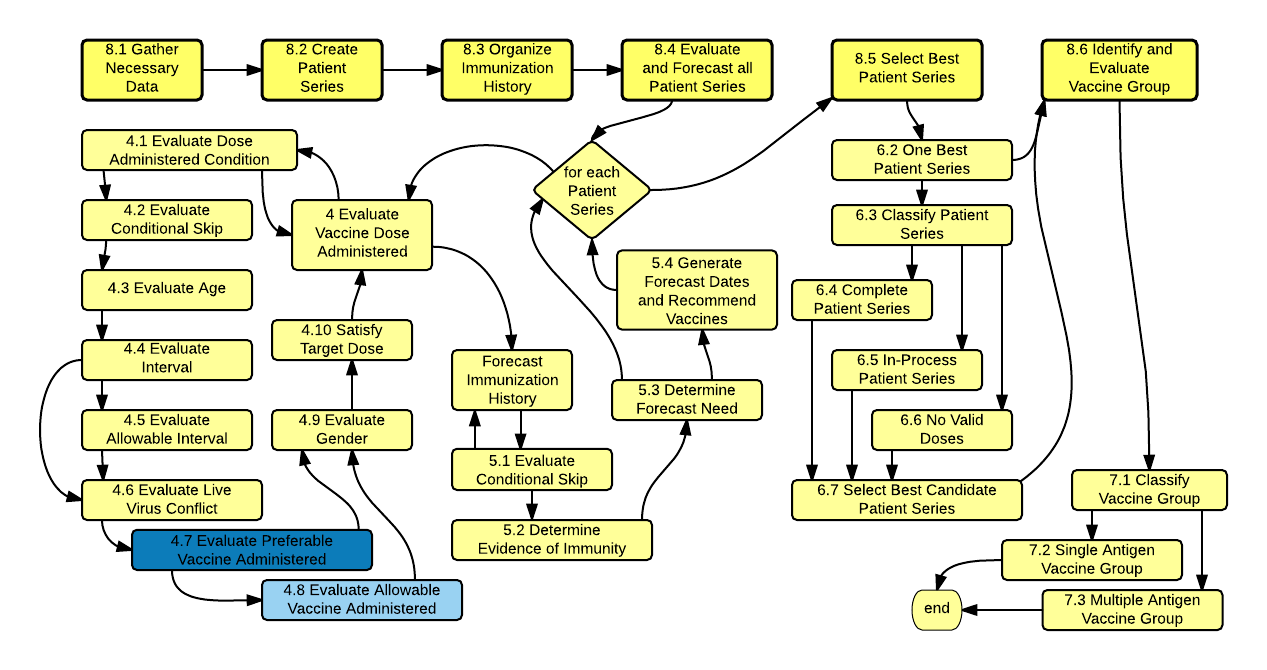 8.1 Gather
Necessary
Data
8.2 Create
Patient
Series
8.3 Organize
Immunization
History
8.4 Evaluate
and Forecast all
Patient Series
8.5 Select Best
Patient Series
8.6 Identify and
Evaluate
Vaccine Group
4.1 Evaluate Dose
Administered Condition
4.2 Evaluate
Conditional Skip
4.3 Evaluate Age
4.4 Evaluate
Interval
4.5 Evaluate
Allowable Interval
4.6 Evaluate Live
Virus Conflict
4.7 Evaluate Preferable
Vaccine Administered
4.8 Evaluate Allowable
Vaccine Administered
4.9 Evaluate
Gender
4.10 Satisfy
Target Dose
4 Evaluate
Vaccine Dose
Administered
for each
Patient
Series
Forecast
Immunization
History
5.1 Evaluate
Conditional Skip
5.2 Determine
Evidence of Immunity
5.3 Determine
Forecast Need
5.4 Generate
Forecast Dates
and Recommend
Vaccines
6.2 One Best
Patient Series
6.3 Classify Patient
Series
6.4 Complete
Patient Series
6.5 In-Process
Patient Series
6.6 No Valid
Doses
6.7 Select Best Candidate
Patient Series
7.1 Classify
Vaccine Group
7.2 Single Antigen
Vaccine Group
7.3 Multiple Antigen
Vaccine Group
end